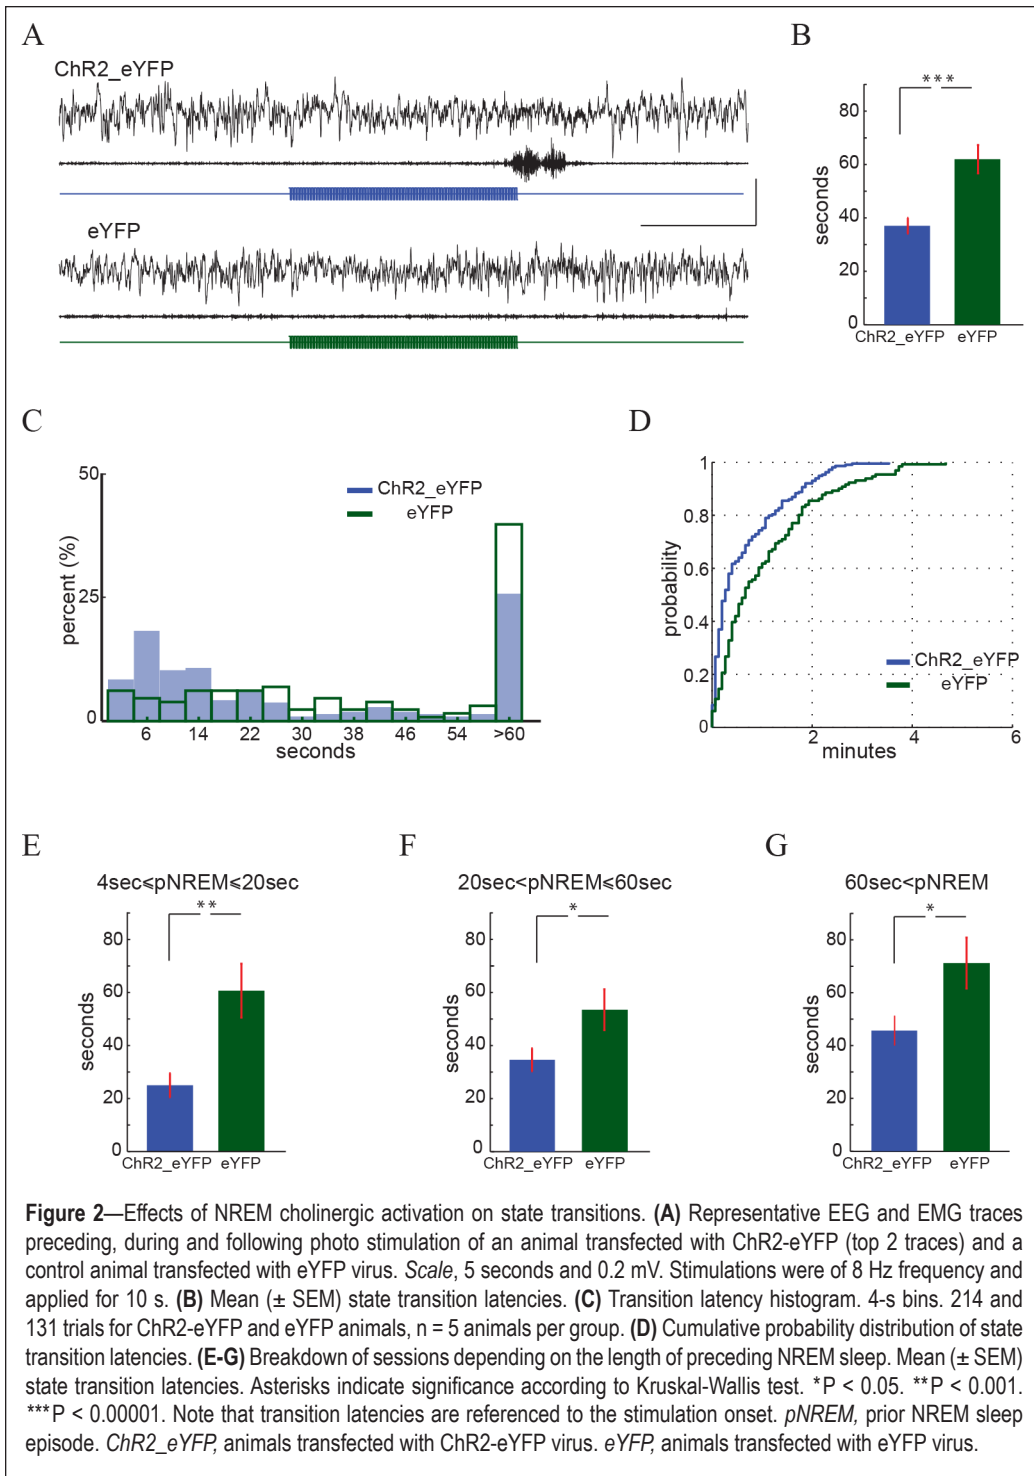 A
ChR2_eYFP
eYFP
B
***
seconds
80
60
40
20
0
ChR2_eYFP eYFP
C
percent (%)
50
25
0
ChR2_eYFP
eYFP
6 14 22 30 38 46 54 >60
seconds
D
probability
1
0.8
0.6
0.4
0.2
0
ChR2_eYFP
eYFP
2 4 6
minutes
E
4sec≤pNREM≤20sec
**
seconds
80
60
40
20
0
ChR2_eYFP eYFP
F
20sec<pNREM≤60sec
*
seconds
80
60
40
20
0
ChR2_eYFP eYFP
G
60sec<pNREM
*
seconds
80
60
40
20
0
ChR2_eYFP eYFP
Figure 2—Effects of NREM cholinergic activation on state transitions. (A) Representative EEG and EMG traces
preceding, during and following photo stimulation of an animal transfected with ChR2-eYFP (top 2 traces) and a
control animal transfected with eYFP virus. Scale, 5 seconds and 0.2 mV. Stimulations were of 8 Hz frequency and
applied for 10 s. (B) Mean (± SEM) state transition latencies. (C) Transition latency histogram. 4-s bins. 214 and
131 trials for ChR2-eYFP and eYFP animals, n = 5 animals per group. (D) Cumulative probability distribution of state
transition latencies. (E-G) Breakdown of sessions depending on the length of preceding NREM sleep. Mean (± SEM)
state transition latencies. Asterisks indicate significance according to Kruskal-Wallis test. *P < 0.05. **P < 0.001.
***P < 0.00001. Note that transition latencies are referenced to the stimulation onset. pNREM, prior NREM sleep
episode. ChR2_eYFP, animals transfected with ChR2-eYFP virus. eYFP, animals transfected with eYFP virus.